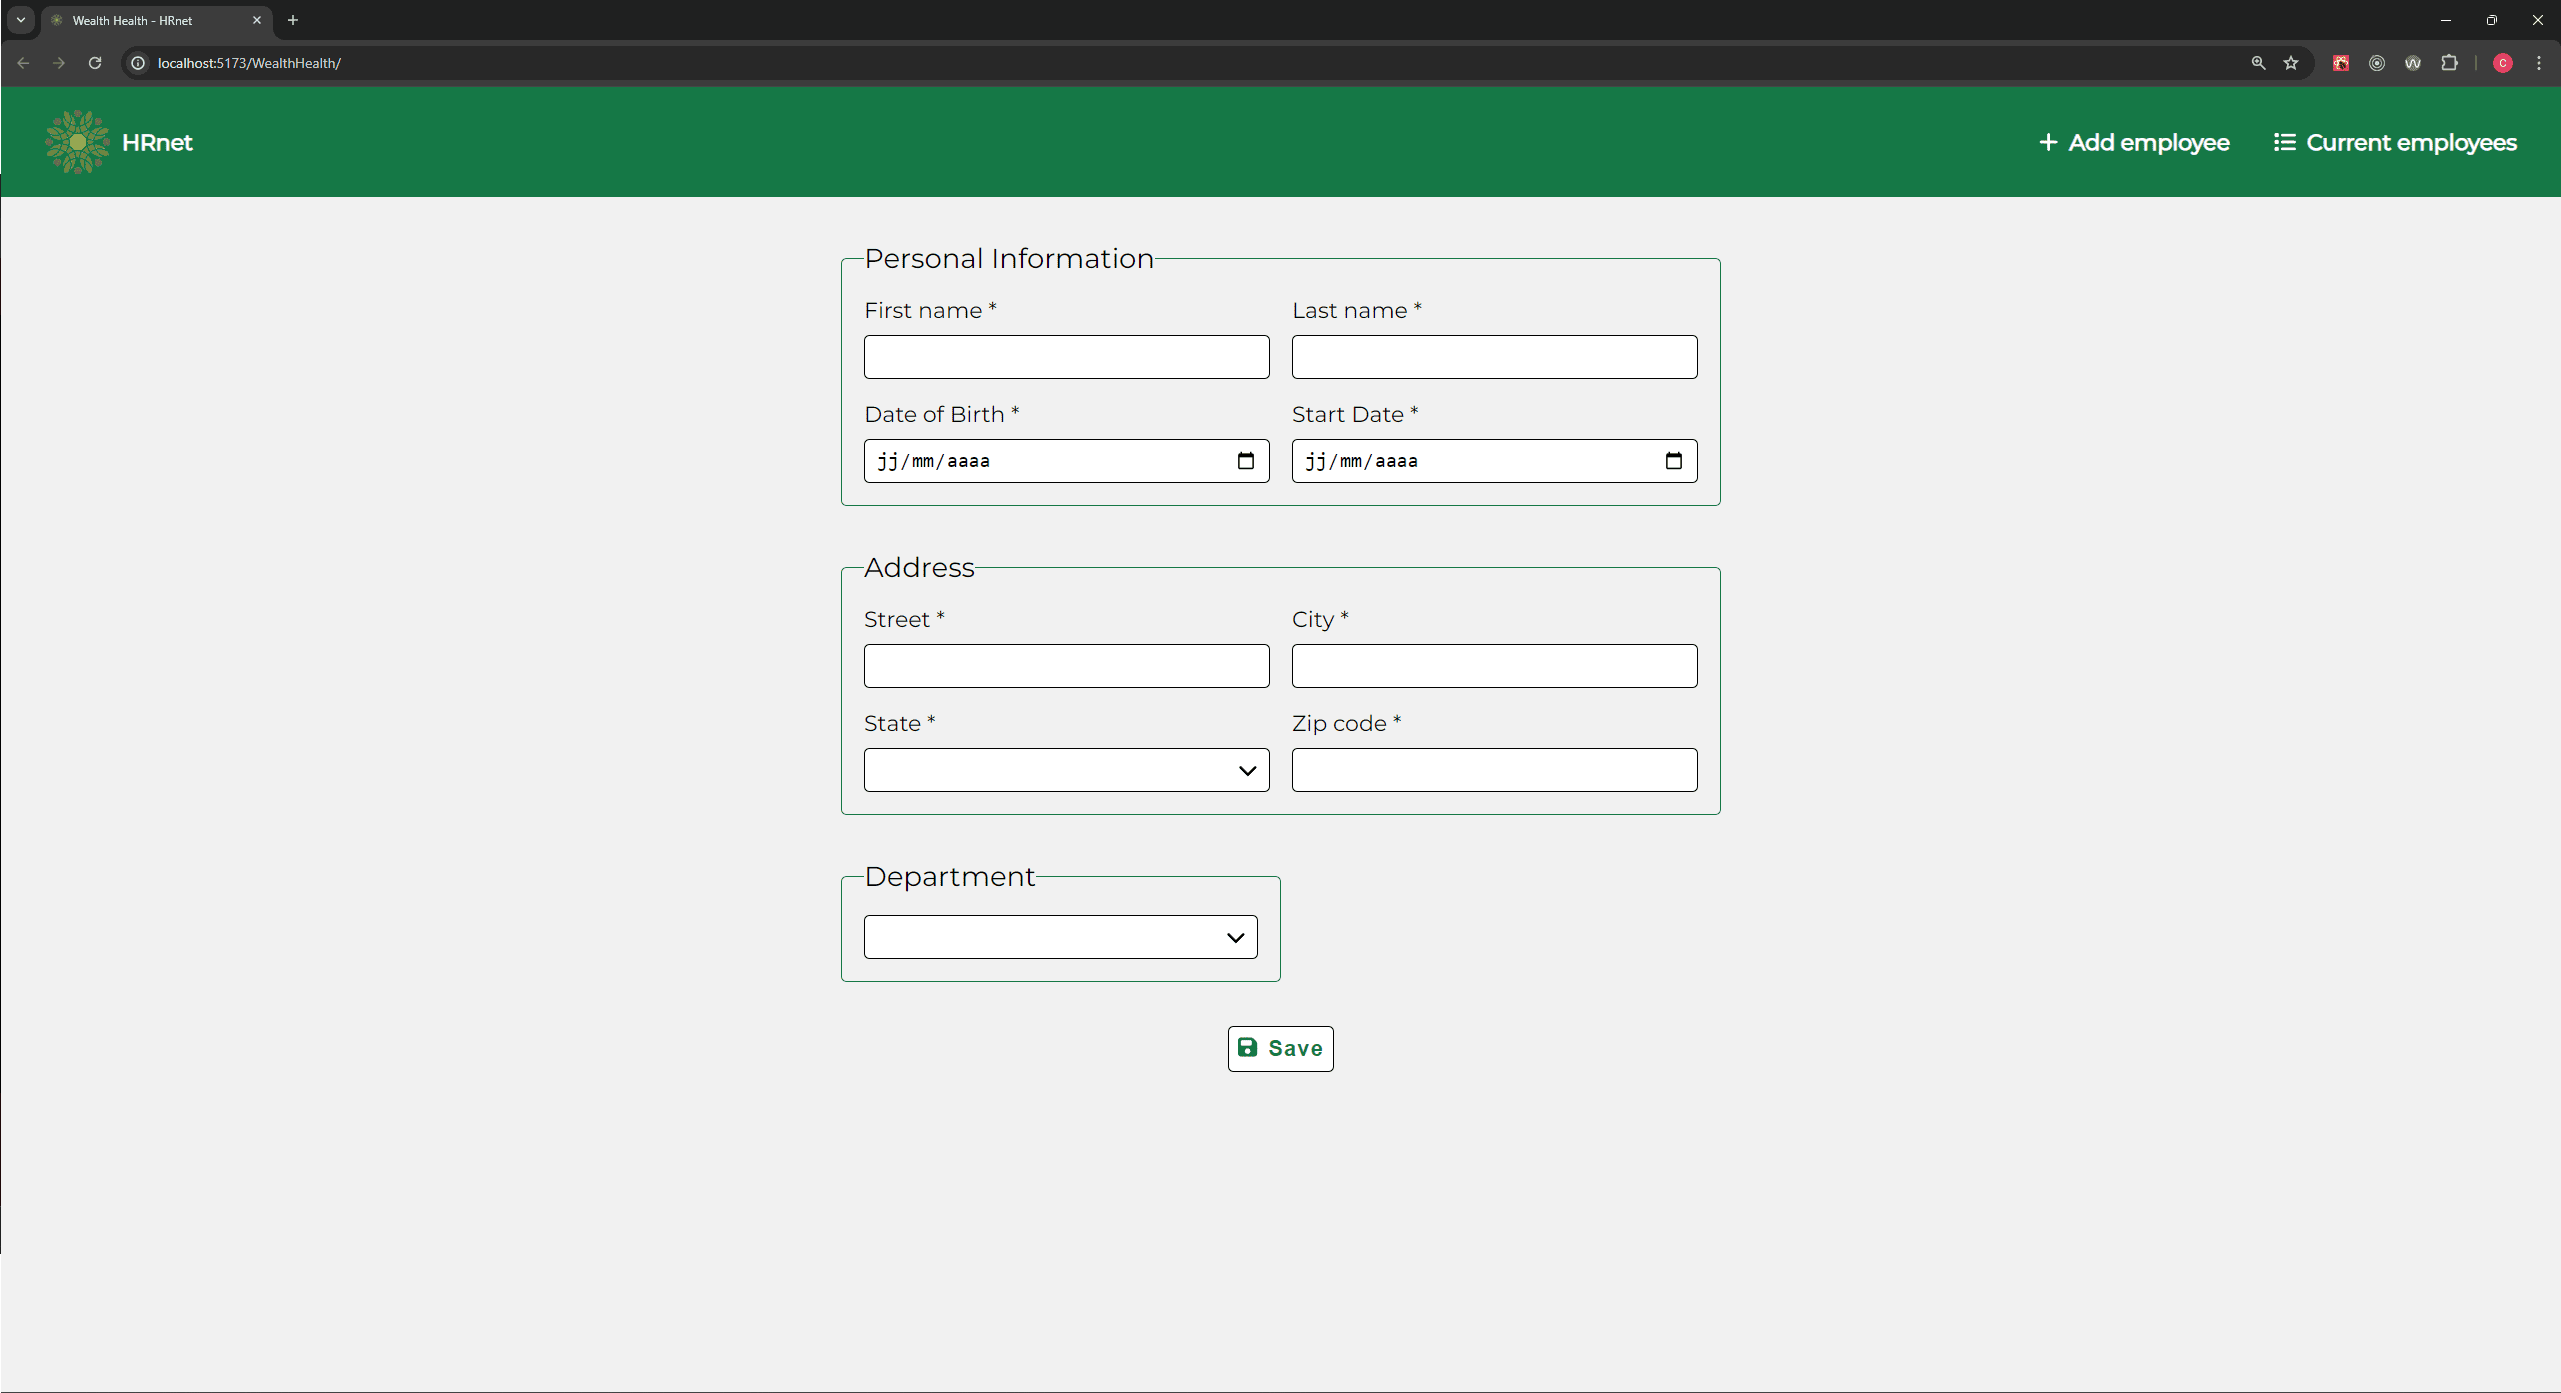 Wealth Health - HRnet
localhost:5173/WealthHealth/
C
HRnet
Add employee
Current employees
Personal Information
First name *
Last name *
Date of Birth *
Start Date *
jj/mm/aaaa
jj/mm/aaaa
Address
Street *
City *
State *
Zip code *
Department
Save